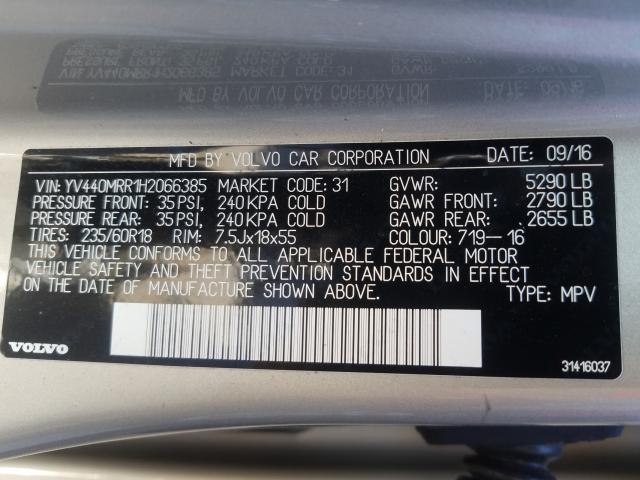 MFD BY VOLVO CAR CORPORATION DATE: 09/16
VIN: YV440MRR1H2066385 MARKET CODE: 31 GVWR: 5290 LB
PRESSURE FRONT: 35 PSI, 240 KPA COLD GAWR FRONT: 2790 LB
PRESSURE REAR: 35 PSI, 240 KPA COLD GAWR REAR: 2655 LB
TIRES: 235/60R18 RIM: 7.5Jx18x55 COLOUR: 719—16
THIS VEHICLE CONFORMS TO ALL APPLICABLE FEDERAL MOTOR
VEHICLE SAFETY AND THEFT PREVENTION STANDARDS IN EFFECT
ON THE DATE OF MANUFACTURE SHOWN ABOVE. TYPE: MPV
VOLVO 31416037